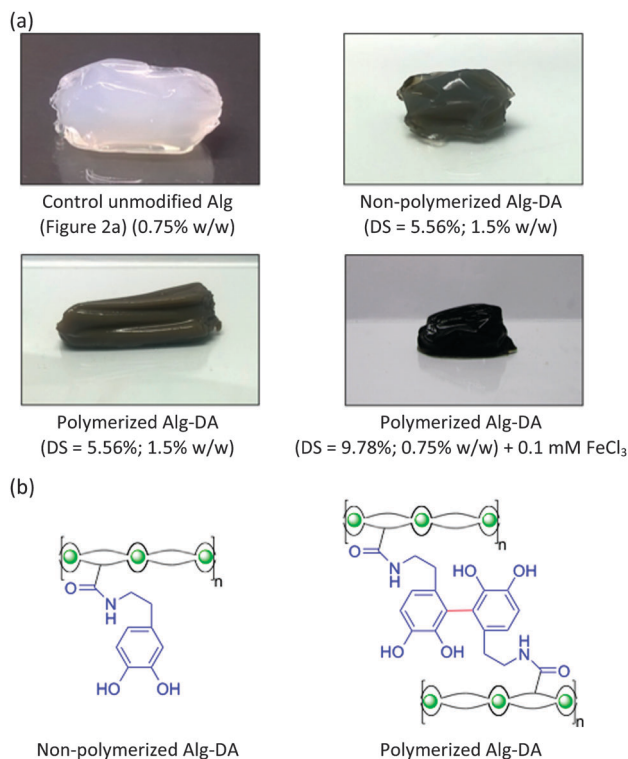 (a)
Control unmodified Alg
(Figure 2a) (0.75% w/w)
Non-polymerized Alg-DA
(DS = 5.56%; 1.5% w/w)
Polymerized Alg-DA
(DS = 5.56%; 1.5% w/w)
Polymerized Alg-DA
(DS = 9.78%; 0.75% w/w) + 0.1 mM FeCl₃
(b)
n
O
N
H
HO
OH
Non-polymerized Alg-DA
n
O
N
H
HO
OH
HO
OH
H
N
O
n
Polymerized Alg-DA